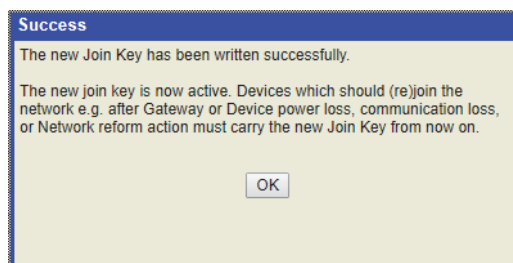 Success
The new Join Key has been written successfully.
The new join key is now active. Devices which should (re)join the
network e.g. after Gateway or Device power loss, communication loss,
or Network reform action must carry the new Join Key from now on.
OK